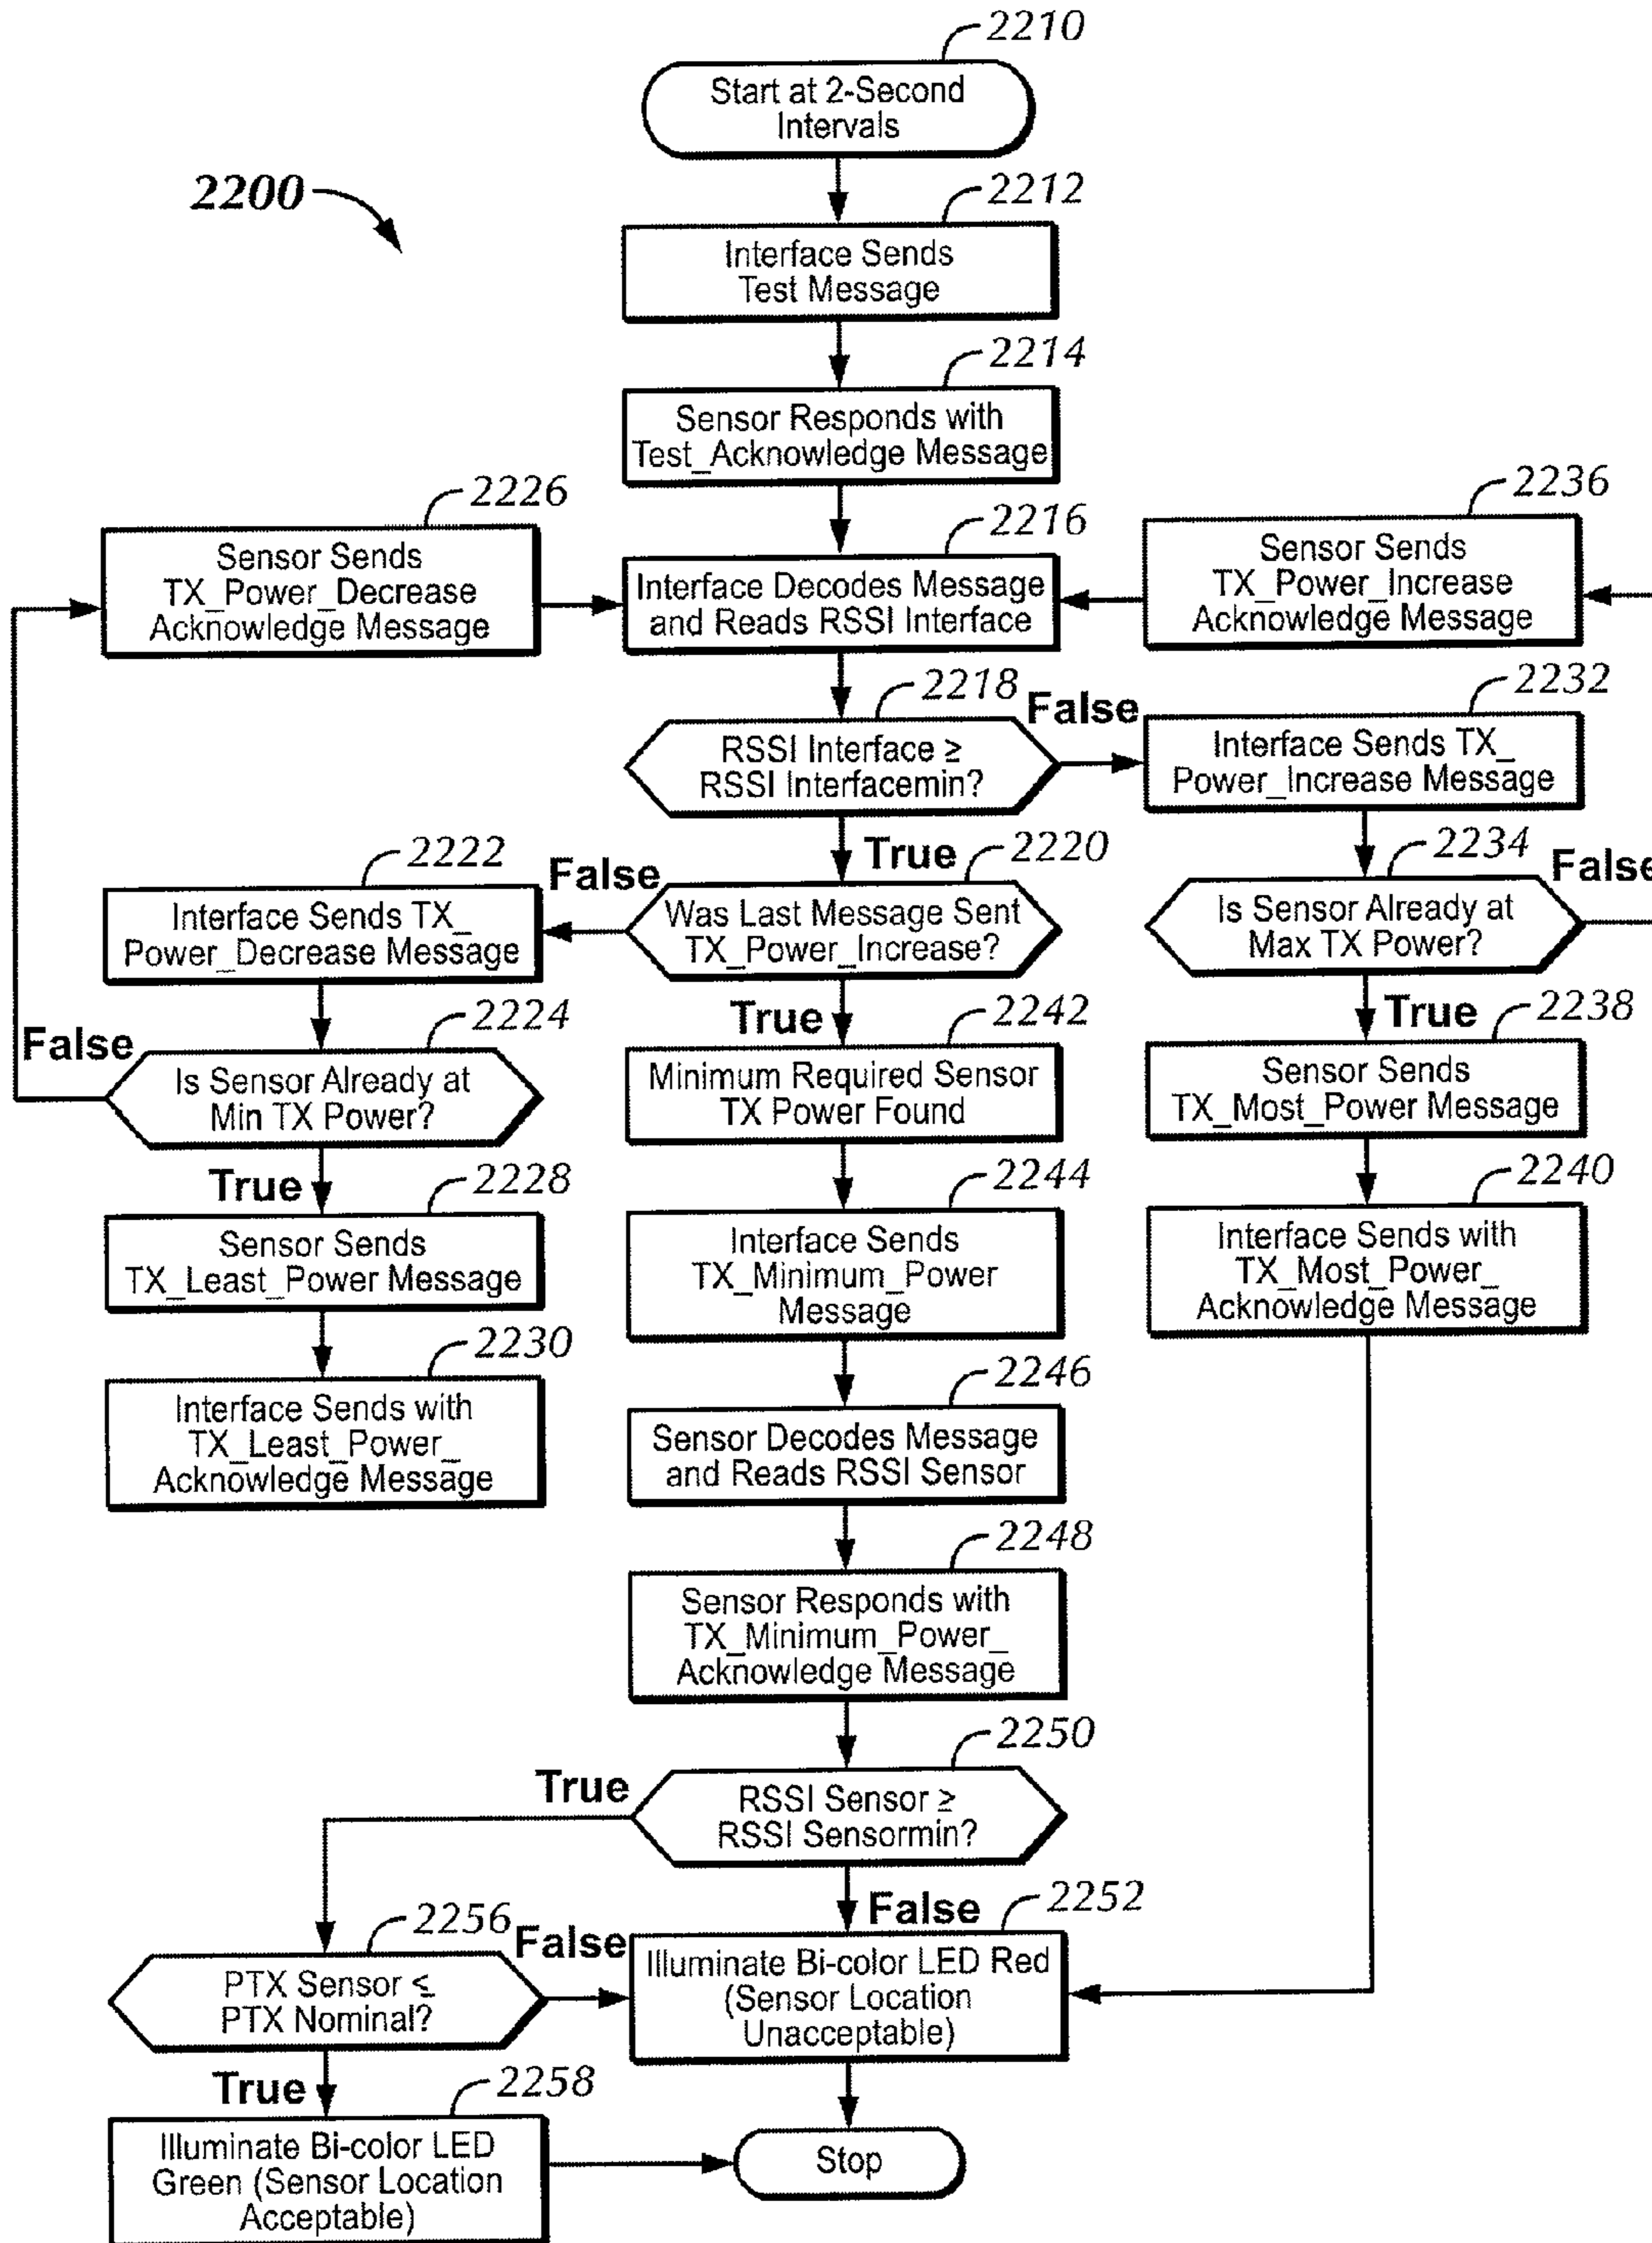 2210
Start at 2-Second
Intervals
2200
2212
Interface Sends
Test Message
2214
Sensor Responds with
Test_Acknowledge Message
2226
Sensor Sends
TX_Power_Decrease
Acknowledge Message
2216
Interface Decodes Message
and Reads RSSI Interface
2236
Sensor Sends
TX_Power_Increase
Acknowledge Message
2218
RSSI Interface ≥
RSSI Interfacemin?
False
2232
Interface Sends TX_
Power_Increase Message
True
2222
Interface Sends TX_
Power_Decrease Message
False
2220
Was Last Message Sent
TX_Power_Increase?
2234
Is Sensor Already at
Max TX Power?
False
2224
Is Sensor Already at
Min TX Power?
False
True
2242
Minimum Required Sensor
TX Power Found
True
2238
Sensor Sends
TX_Most_Power Message
True
2228
Sensor Sends
TX_Least_Power Message
2244
Interface Sends
TX_Minimum_Power
Message
2240
Interface Sends with
TX_Most_Power_
Acknowledge Message
2230
Interface Sends with
TX_Least_Power_
Acknowledge Message
2246
Sensor Decodes Message
and Reads RSSI Sensor
2248
Sensor Responds with
TX_Minimum_Power_
Acknowledge Message
2250
RSSI Sensor ≥
RSSI Sensormin?
True
False
2256
PTX Sensor ≤
PTX Nominal?
False
2252
Illuminate Bi-color LED Red
(Sensor Location
Unacceptable)
True
2258
Illuminate Bi-color LED
Green (Sensor Location
Acceptable)
Stop